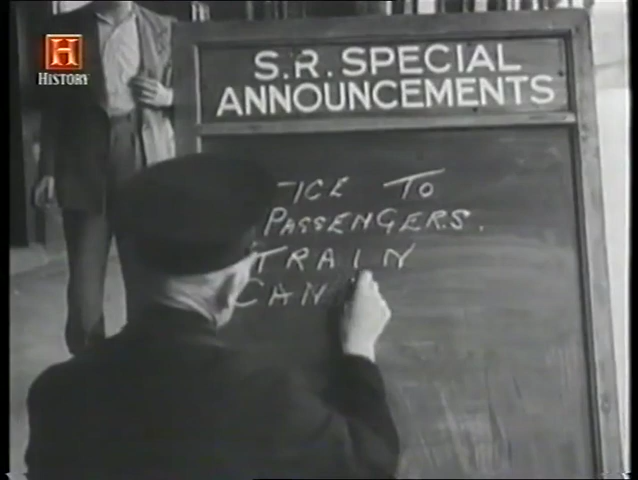 H
HISTORY
S.R. SPECIAL
ANNOUNCEMENTS
ICE TO
PASSENGERS.
TRAIN
CAN